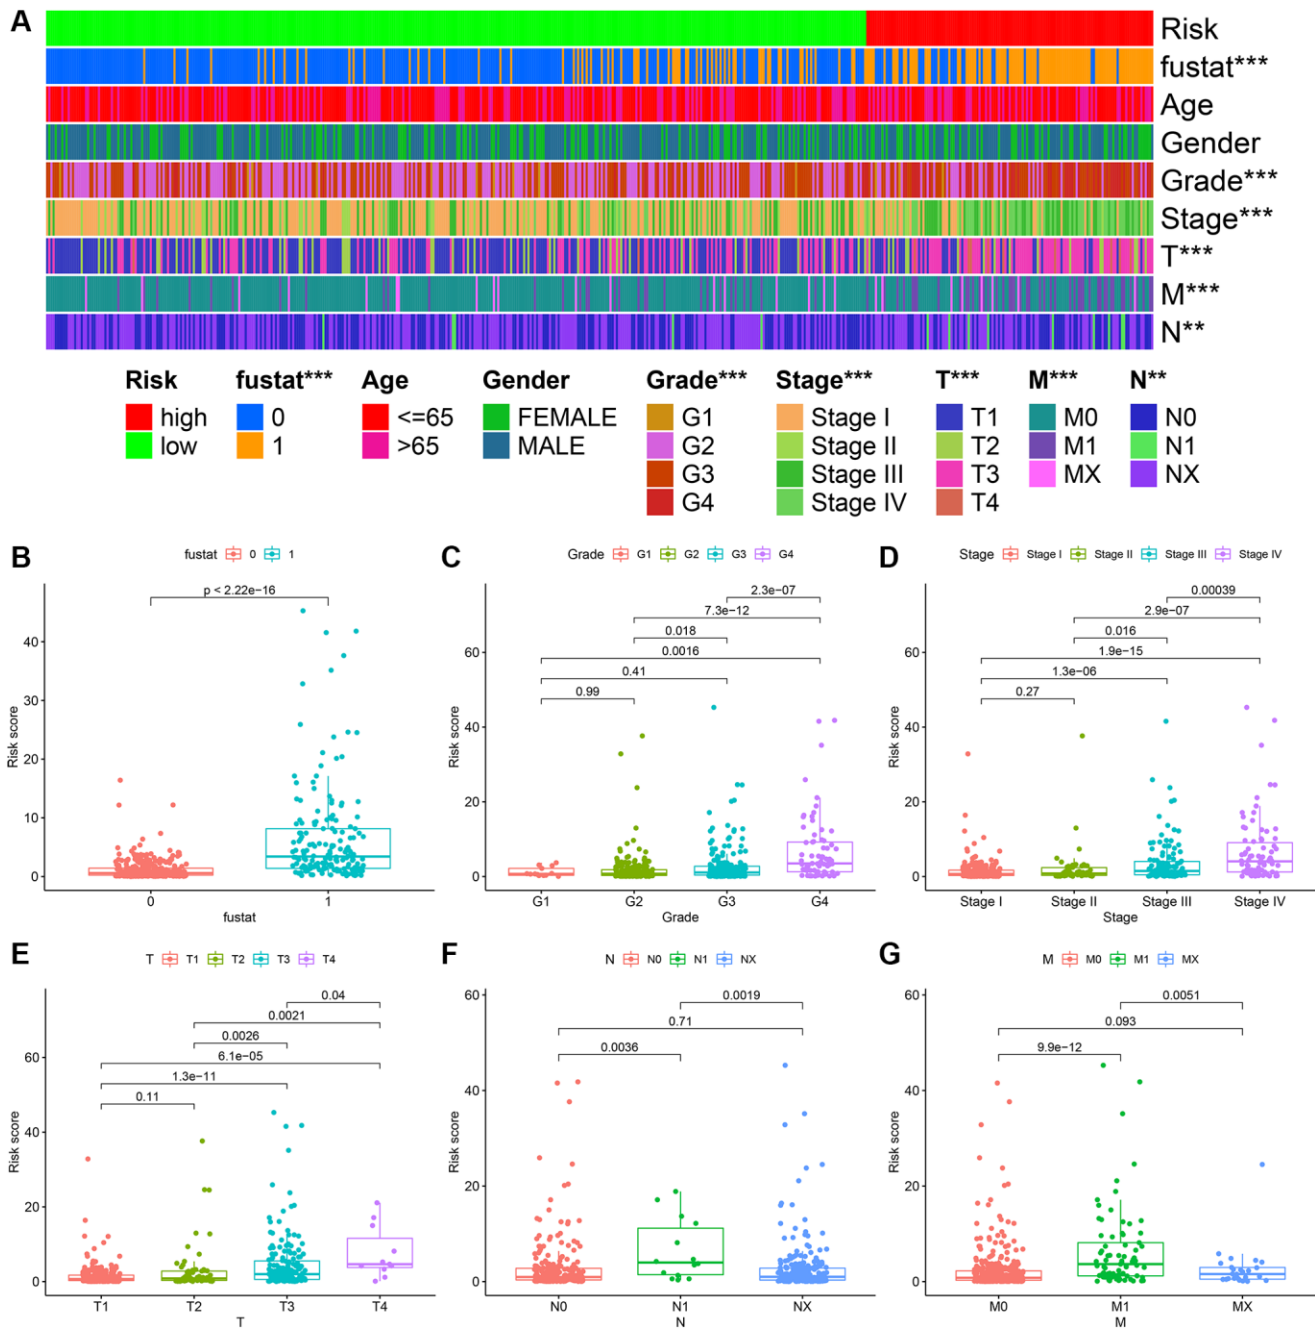 A
Risk
fustat***
Age
Gender
Grade***
Stage***
T***
M***
N**
Risk fustat*** Age Gender Grade*** Stage*** T*** M*** N**
high 0 <=65 FEMALE G1 Stage I T1 M0 N0
low 1 >65 MALE G2 Stage II T2 M1 N1
G3 Stage III T3 MX NX
G4 Stage IV T4
B
fustat 0 1
p < 2.22e-16
Risk score
40
30
20
10
0
0 1
fustat
C
Grade G1 G2 G3 G4
2.3e-07
7.3e-12
0.018
0.0016
0.41
0.99
Risk score
60
40
20
0
G1 G2 G3 G4
Grade
D
Stage Stage I Stage II Stage III Stage IV
0.00039
2.9e-07
0.016
1.9e-15
1.3e-06
0.27
Risk score
60
40
20
0
Stage I Stage II Stage III Stage IV
Stage
E
T T1 T2 T3 T4
0.04
0.0021
0.0026
6.1e-05
1.3e-11
0.11
Risk score
60
40
20
0
T1 T2 T3 T4
T
F
N N0 N1 NX
0.0019
0.71
0.0036
Risk score
60
40
20
0
N0 N1 NX
N
G
M M0 M1 MX
0.0051
0.093
9.9e-12
Risk score
60
40
20
0
M0 M1 MX
M